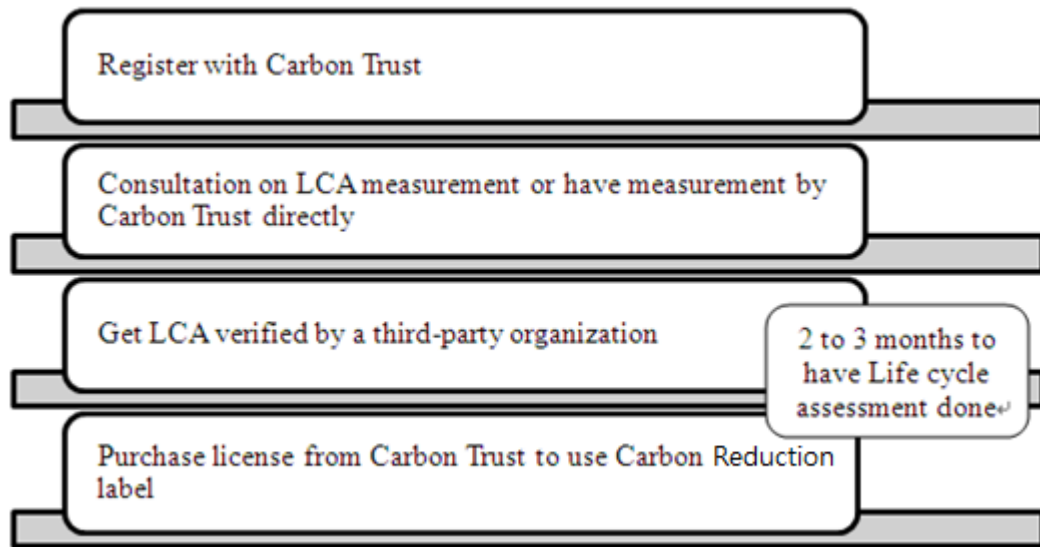 Register with Carbon Trust
Consultation on LCA measurement or have measurement by
Carbon Trust directly
Get LCA verified by a third-party organization
2 to 3 months to
have Life cycle
assessment done↵
Purchase license from Carbon Trust to use Carbon Reduction
label